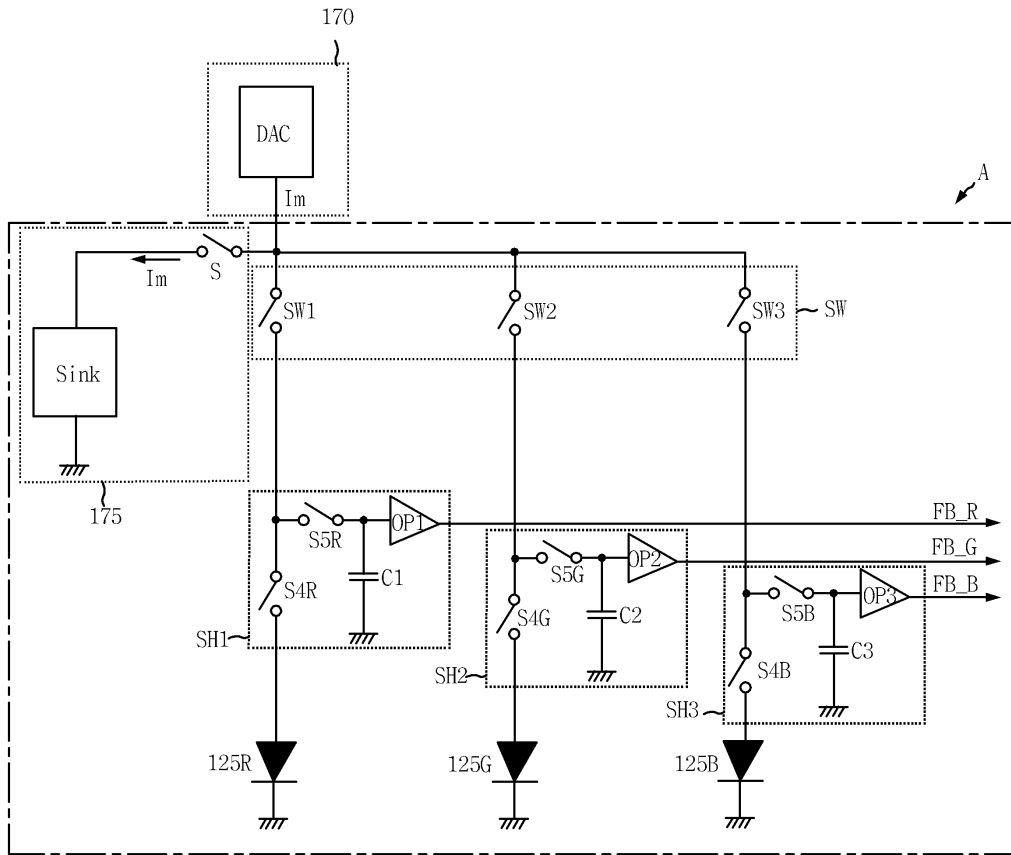 170
DAC
A
Im
S
Im
SW1
SW2
SW3
SW
Sink
175
OP1
FB_R
S5R
FB_G
OP2
S5G
C1
FB_B
S4R
OP3
S5B
C2
S4G
SH1
C3
SH2
S4B
SH3
125R
125G
125B